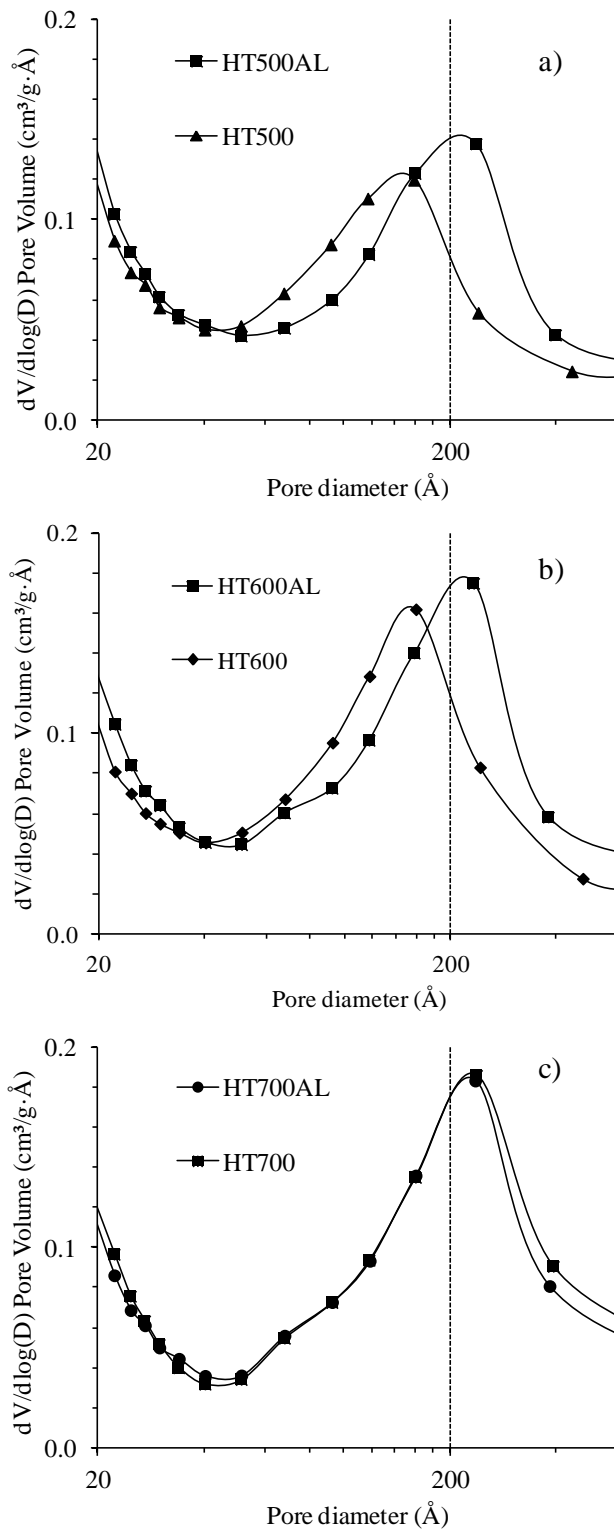 0.2
HT500AL
a)
HT500
0.1
dV/dlog(D) Pore Volume (cm³/g·Å)
0.0
20
200
Pore diameter (Å)
0.2
b)
HT600AL
HT600
0.1
dV/dlog(D) Pore Volume (cm³/g·Å)
0.0
20
200
Pore diameter (Å)
0.2
c)
HT700AL
HT700
0.1
dV/dlog(D) Pore Volume (cm³/g·Å)
0.0
20
200
Pore diameter (Å)